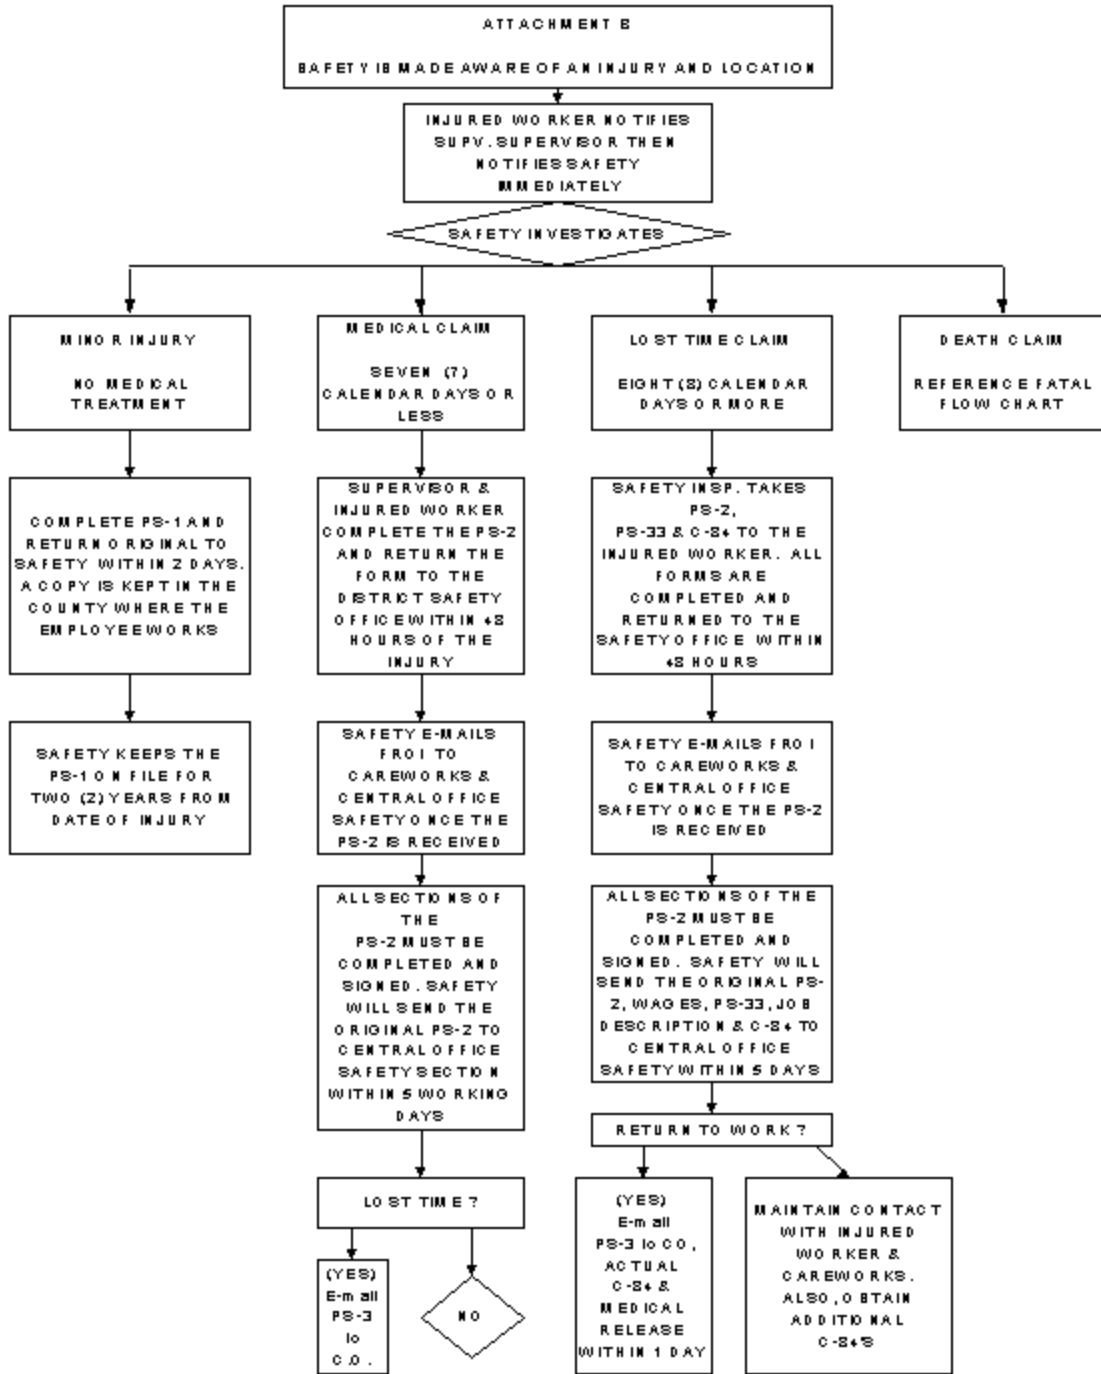 ATTACHMENT B
SAFETY IS MADE AWARE OF AN INJURY AND LOCATION
INJURED WORKER NOTIFIES
SUPV. SUPERVISOR THEN
NOTIFIES SAFETY
IMMEDIATELY
SAFETY INVESTIGATES
MINOR INJURY
NO MEDICAL
TREATMENT
COMPLETE PS-1 AND
RETURN ORIGINAL TO
SAFETY WITHIN 2 DAYS.
A COPY IS KEPT IN THE
COUNTY WHERE THE
EMPLOYEE WORKS
SAFETY KEEPS THE
PS-1 ON FILE FOR
TWO (2) YEARS FROM
DATE OF INJURY
MEDICAL CLAIM
SEVEN (7)
CALENDAR DAYS OR
LESS
SUPERVISOR &
INJURED WORKER
COMPLETE THE PS-2
AND RETURN THE
FORM TO THE
DISTRICT SAFETY
OFFICE WITHIN 48
HOURS OF THE
INJURY
SAFETY E-MAILS
FROI TO
CAREWORKS &
CENTRAL OFFICE
SAFETY ONCE THE
PS-2 IS RECEIVED
ALL SECTIONS OF
THE
PS-2 MUST BE
COMPLETED AND
SIGNED. SAFETY
WILL SEND THE
ORIGINAL PS-2 TO
CENTRAL OFFICE
SAFETY SECTION
WITHIN 5 WORKING
DAYS
LOST TIME?
(YES)
E-mail
PS-3
to
C.O.
NO
LOST TIME CLAIM
EIGHT (8) CALENDAR
DAYS OR MORE
SAFETY INSP. TAKES
PS-2,
PS-33 & C-84 TO THE
INJURED WORKER. ALL
FORMS ARE
COMPLETED AND
RETURNED TO THE
SAFETY OFFICE WITHIN
48 HOURS
SAFETY E-MAILS FROI
TO CAREWORKS &
CENTRAL OFFICE
SAFETY ONCE THE PS-2
IS RECEIVED
ALL SECTIONS OF THE
PS-2 MUST BE
COMPLETED AND
SIGNED. SAFETY WILL
SEND THE ORIGINAL PS-
2, WAGES, PS-33, JOB
DESCRIPTION & C-84 TO
CENTRAL OFFICE
SAFETY WITHIN 5 DAYS
RETURN TO WORK?
(YES)
E-mail
PS-3 to CO,
ACTUAL
C-84 &
MEDICAL
RELEASE
WITHIN 1 DAY
MAINTAIN CONTACT
WITH INJURED
WORKER &
CAREWORKS.
ALSO, OBTAIN
ADDITIONAL
C-84'S
DEATH CLAIM
REFERENCE FATAL
FLOW CHART